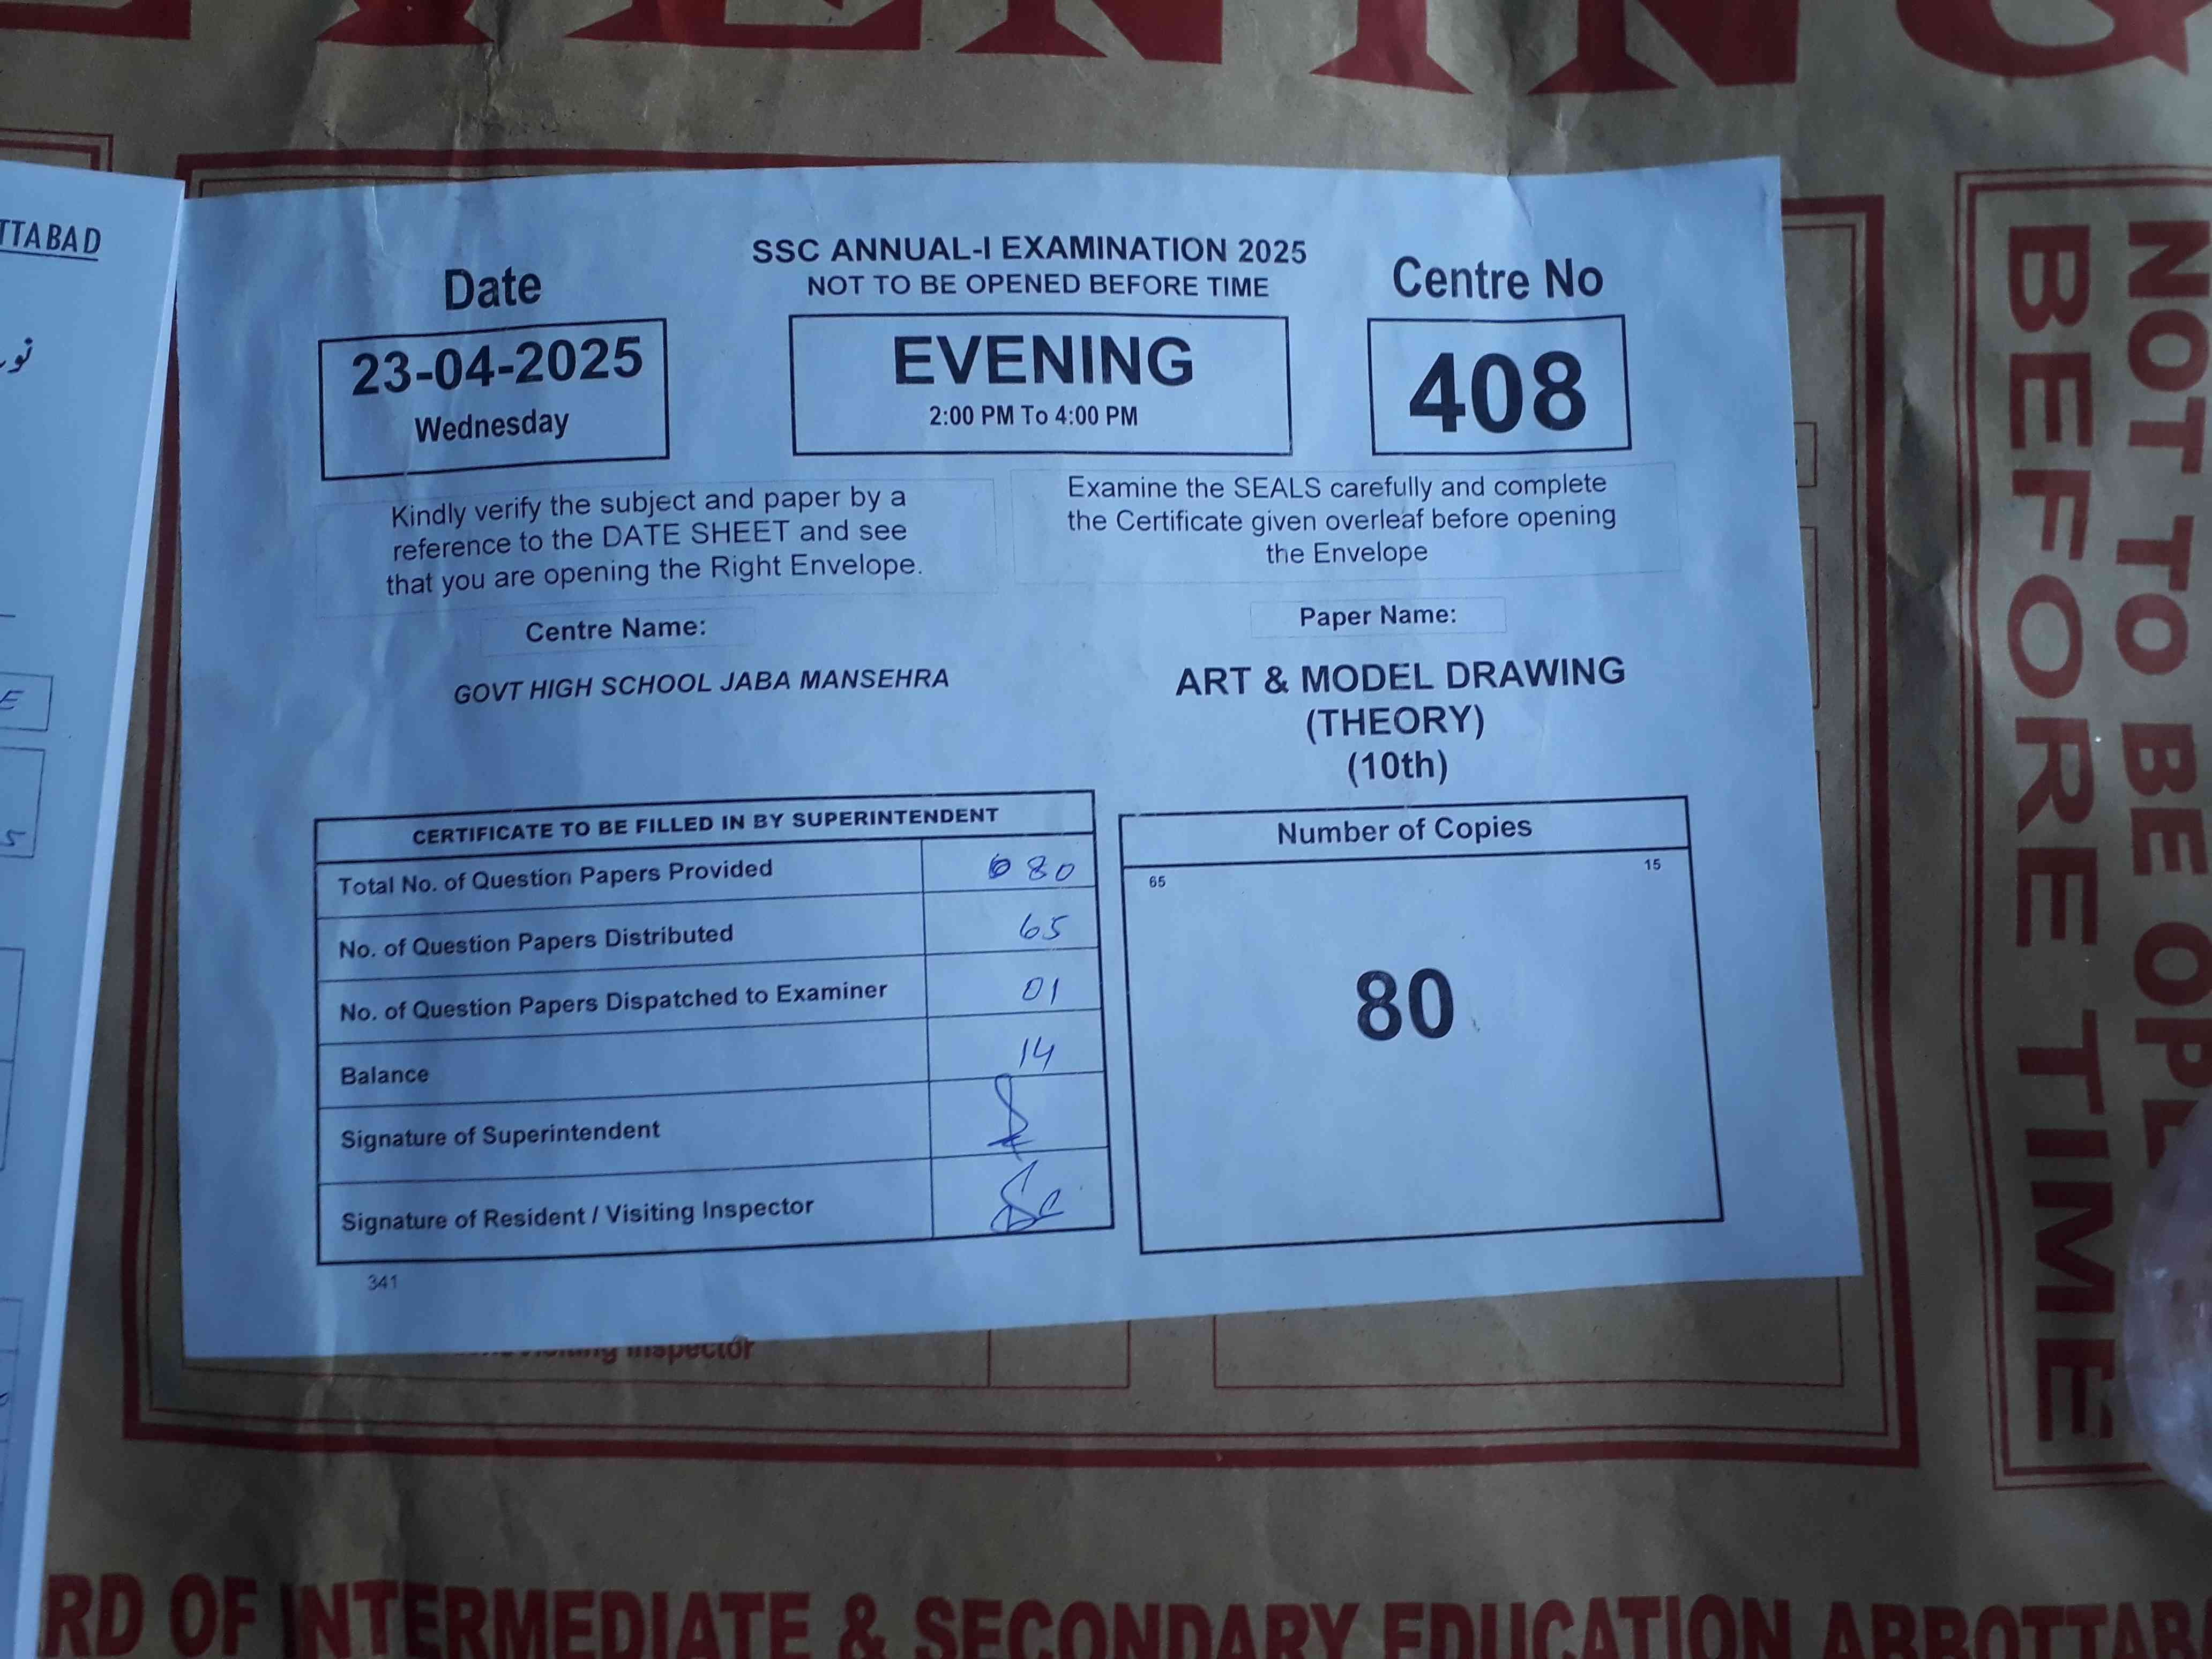 TTABAD
SSC ANNUAL-I EXAMINATION 2025
NOT TO BE OPENED BEFORE TIME
Date
23-04-2025
Wednesday
EVENING
2:00 PM To 4:00 PM
Centre No
408
Kindly verify the subject and paper by a
reference to the DATE SHEET and see
that you are opening the Right Envelope.
Examine the SEALS carefully and complete
the Certificate given overleaf before opening
the Envelope
Centre Name:
GOVT HIGH SCHOOL JABA MANSEHRA
Paper Name:
ART & MODEL DRAWING
(THEORY)
(10th)
CERTIFICATE TO BE FILLED IN BY SUPERINTENDENT
Total No. of Question Papers Provided 80
No. of Question Papers Distributed 65
No. of Question Papers Dispatched to Examiner 01
Balance 14
Signature of Superintendent
Signature of Resident / Visiting Inspector
341
Number of Copies
65 15
80
Inspector
NOT TO BE OPE
BEFORE TIME
RD OF INTERMEDIATE & SECONDARY EDUCATION ABBOTTABA